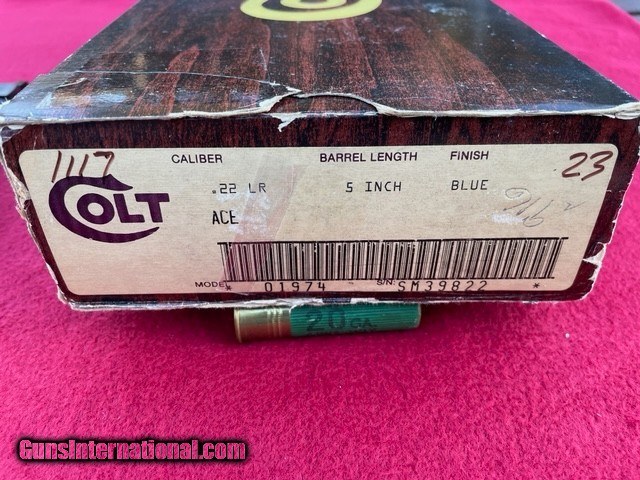 1117
CALIBER BARREL LENGTH FINISH
23
COLT
.22 LR 5 INCH BLUE
ACE
MODEL * 01974 S/N: SM39822 *
20 GA
GunsInternational.com